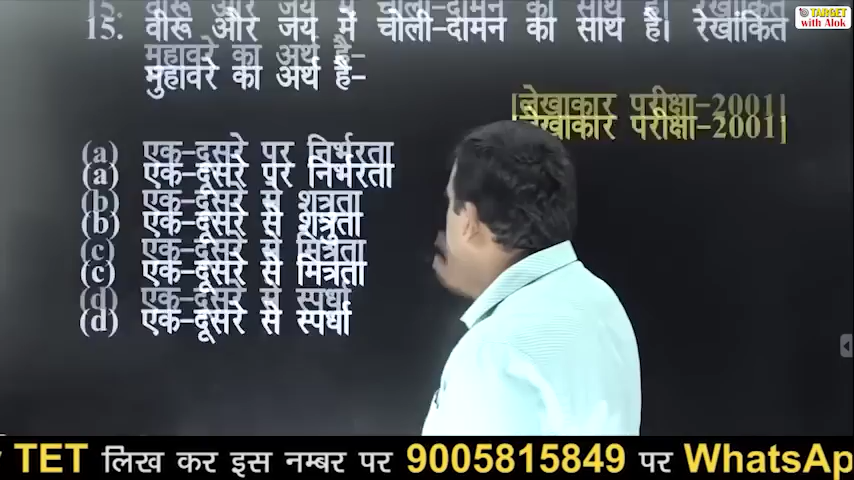 TARGET
with Alok
15. वीरू और जय में चोली-दामन का साथ है। रेखांकित
मुहावरे का अर्थ है-
[लेखाकार परीक्षा-2001]
(a) एक-दूसरे पर निर्भरता
(b) एक-दूसरे से शत्रुता
(c) एक-दूसरे से मित्रता
(d) एक-दूसरे से स्पर्धा
TET लिख कर इस नम्बर पर 9005815849 पर WhatsAp